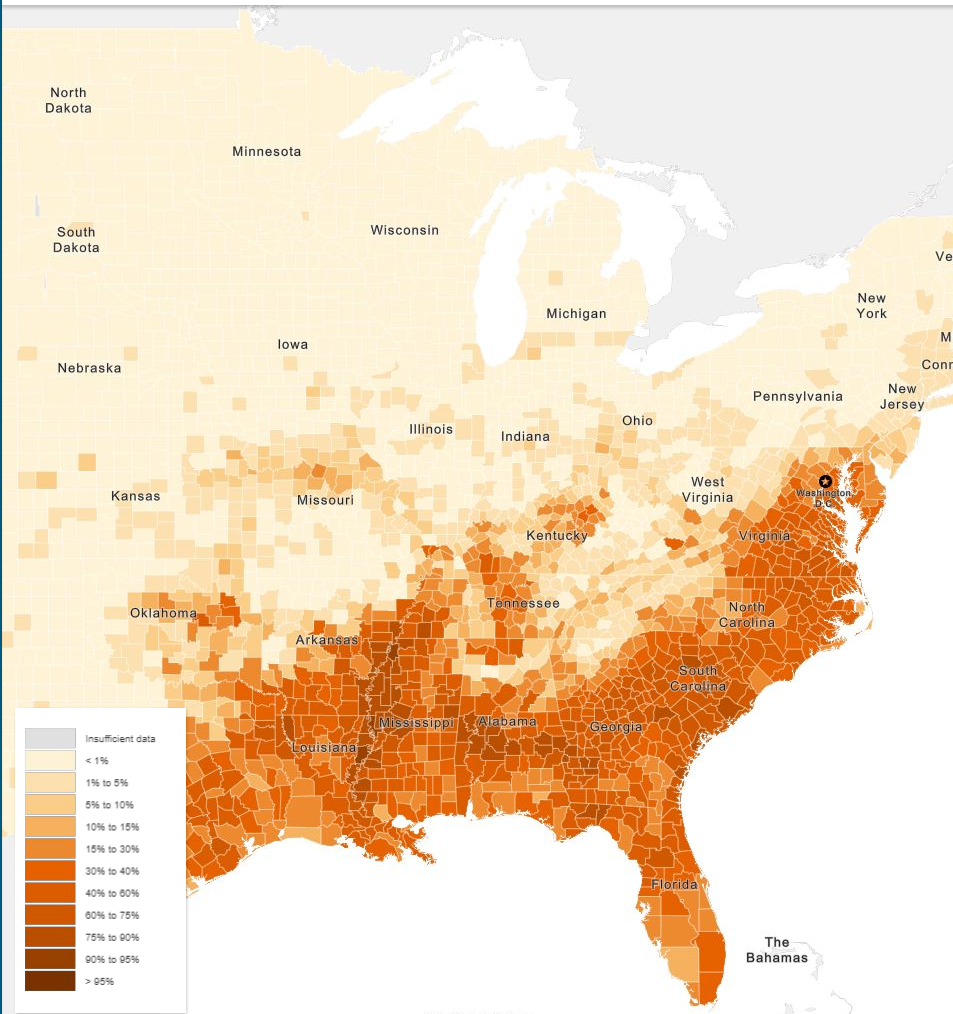 North
Dakota
Minnesota
South
Dakota
Wisconsin
Ve
New
York
Michigan
M
Iowa
Conn
Nebraska
New
Jersey
Pennsylvania
Ohio
Illinois
Indiana
West
Virginia
Kansas
Missouri
Washington
D.C.
Kentucky
Virginia
Tennessee
Oklahoma
North
Carolina
Arkansas
South
Carolina
Mississippi
Alabama
Georgia
Louisiana
Florida
The
Bahamas
Insufficient data
< 1%
1% to 5%
5% to 10%
10% to 15%
15% to 30%
30% to 40%
40% to 60%
60% to 75%
75% to 90%
90% to 95%
> 95%